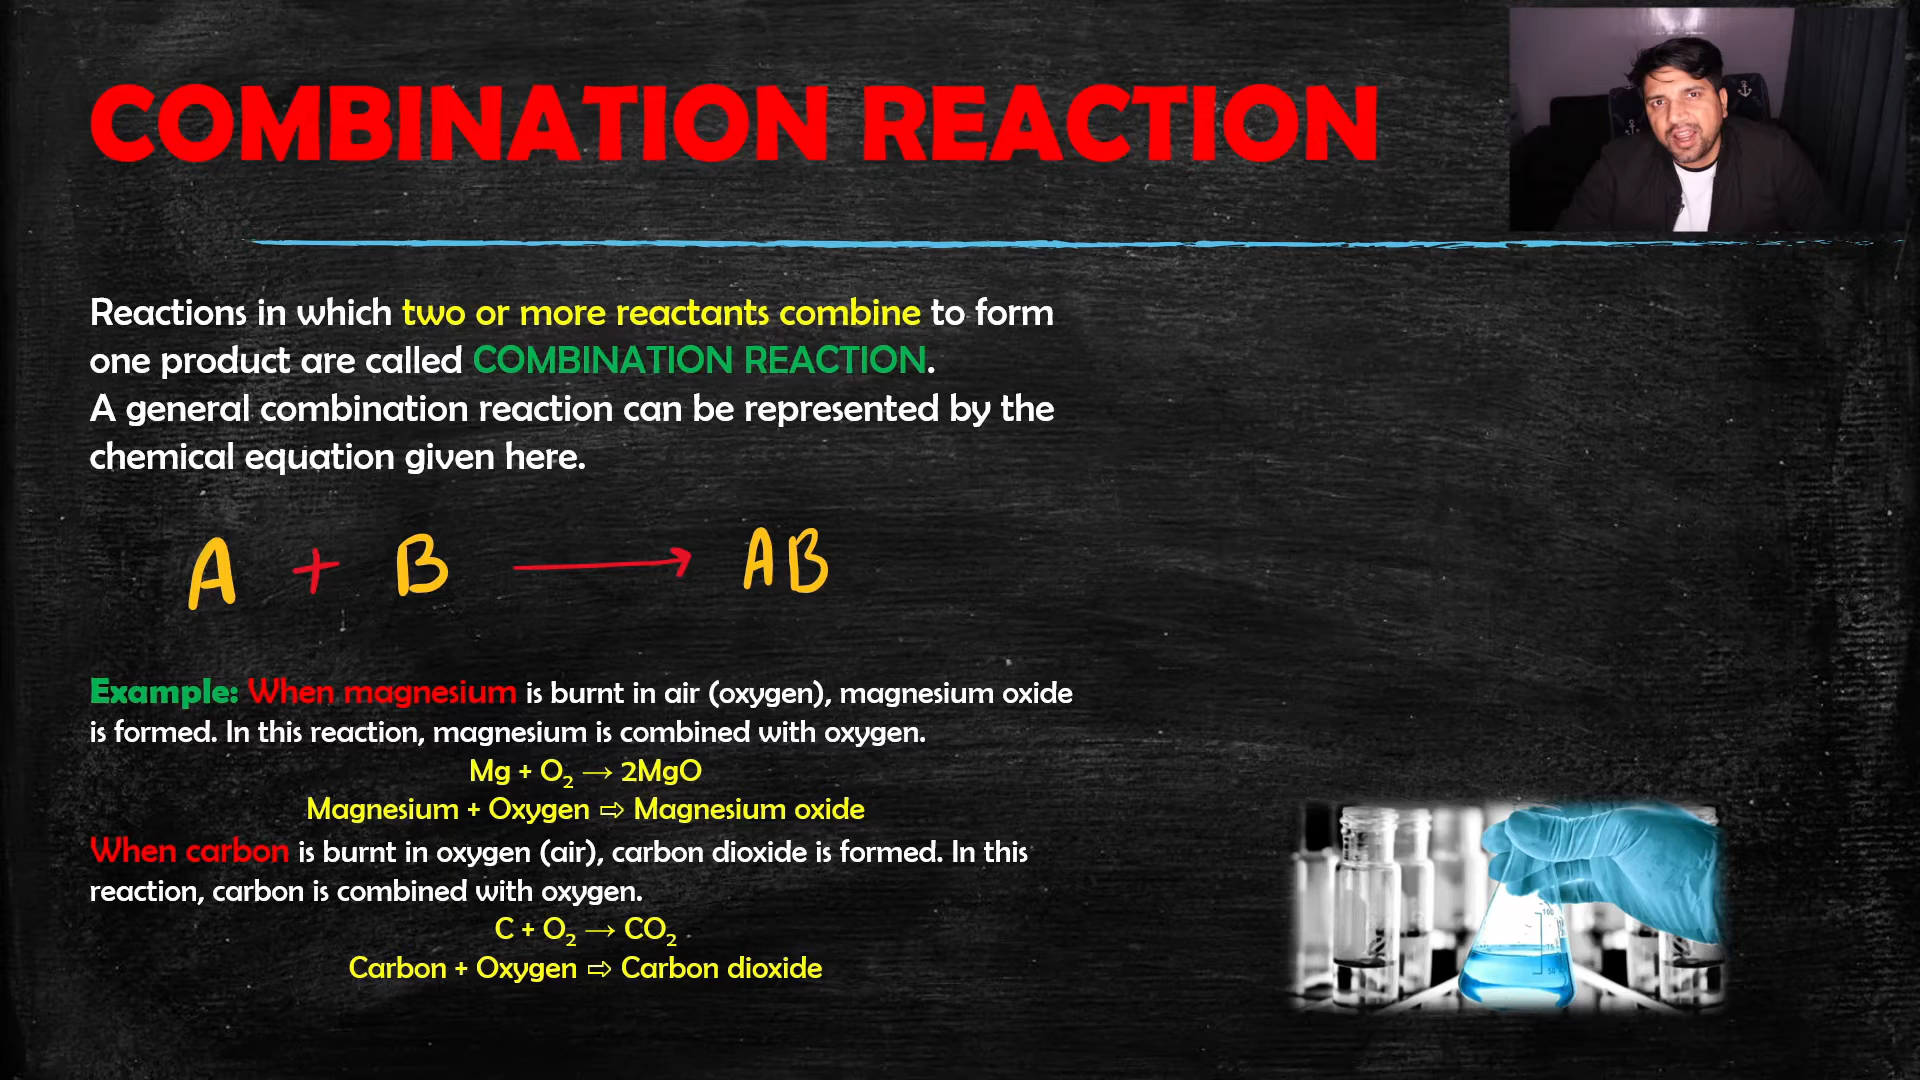 COMBINATION REACTION
Reactions in which two or more reactants combine to form
one product are called COMBINATION REACTION.
A general combination reaction can be represented by the
chemical equation given here.
A + B → AB
Example: When magnesium is burnt in air (oxygen), magnesium oxide
is formed. In this reaction, magnesium is combined with oxygen.
Mg + O₂ → 2MgO
Magnesium + Oxygen ⇨ Magnesium oxide
When carbon is burnt in oxygen (air), carbon dioxide is formed. In this
reaction, carbon is combined with oxygen.
C + O₂ → CO₂
Carbon + Oxygen ⇨ Carbon dioxide